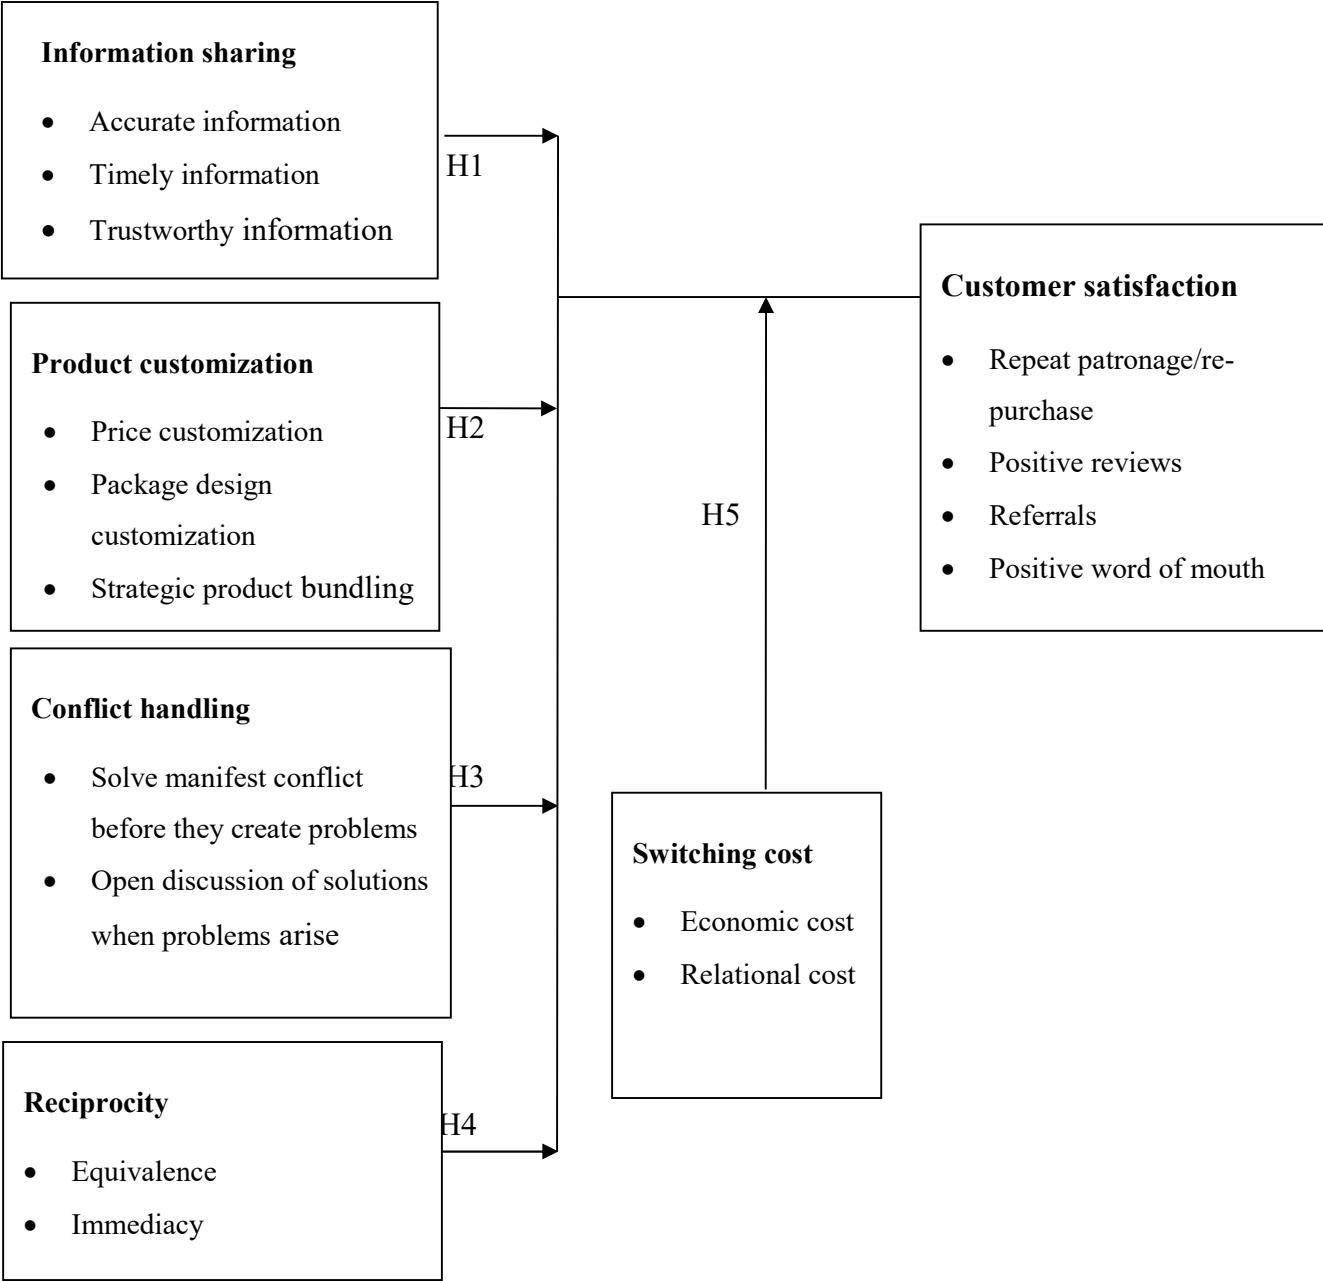 Information sharing
• Accurate information
• Timely information
• Trustworthy information
H1
Product customization
• Price customization
• Package design
customization
• Strategic product bundling
H2
Conflict handling
• Solve manifest conflict
before they create problems
• Open discussion of solutions
when problems arise
H3
Reciprocity
• Equivalence
• Immediacy
H4
H5
Switching cost
• Economic cost
• Relational cost
Customer satisfaction
• Repeat patronage/re-
purchase
• Positive reviews
• Referrals
• Positive word of mouth